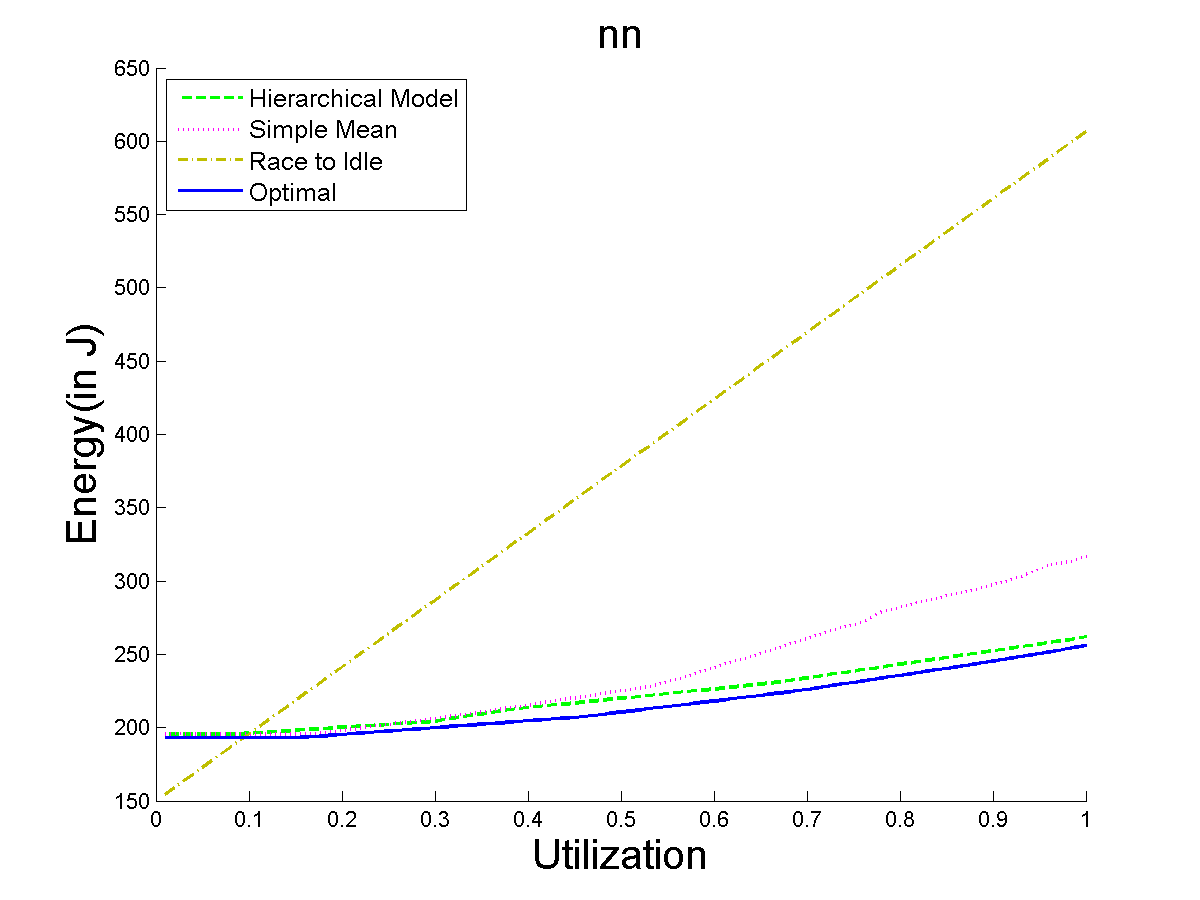 nn
650
600
550
500
450
400
350
300
250
200
150
Energy(in J)
Hierarchical Model
Simple Mean
Race to Idle
Optimal
0 0.1 0.2 0.3 0.4 0.5 0.6 0.7 0.8 0.9 1
Utilization